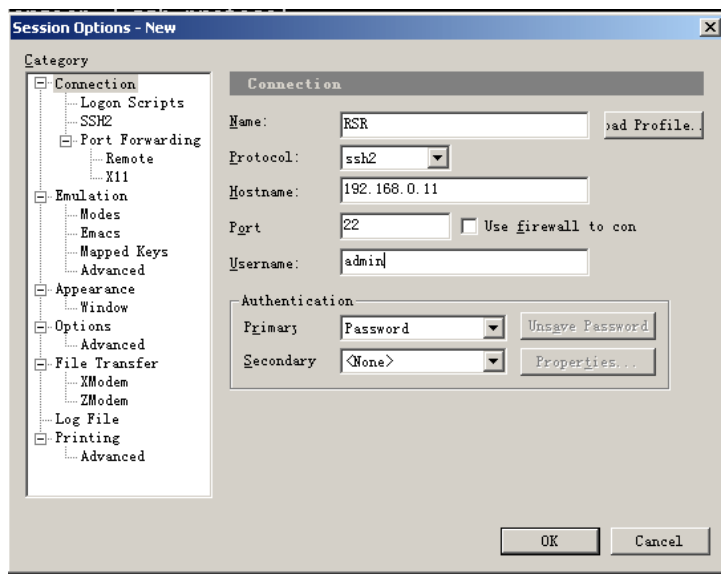 Session Options - New
Category
Connection
Logon Scripts
SSH2
Port Forwarding
Remote
X11
Emulation
Modes
Emacs
Mapped Keys
Advanced
Appearance
Window
Options
Advanced
File Transfer
XModem
ZModem
Log File
Printing
Advanced
Connection
Name: RSR ad Profile..
Protocol: ssh2
Hostname: 192.168.0.11
Port 22 Use firewall to con
Username: admin
Authentication
Primary Password Unsave Password
Secondary <None> Properties...
OK Cancel